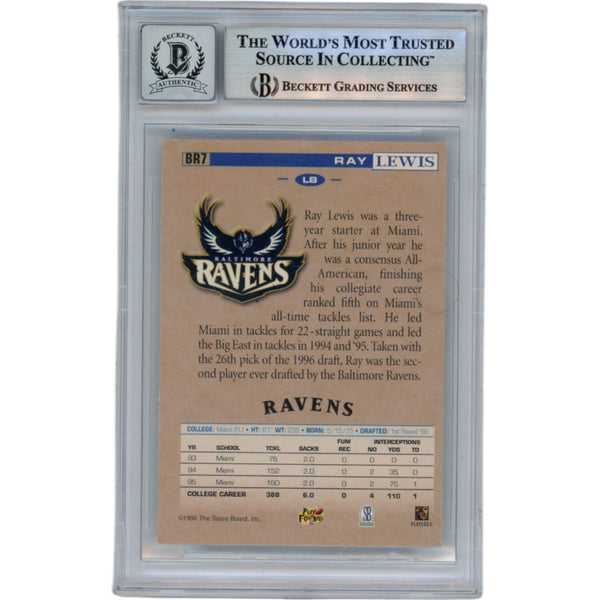 BECKETT
B
AUTHENTIC
THE WORLD'S MOST TRUSTED
SOURCE IN COLLECTING™
B BECKETT GRADING SERVICES
BR7 RAY LEWIS
LB
BALTIMORE
RAVENS
Ray Lewis was a three-
year starter at Miami.
After his junior year he
was a consensus All-
American, finishing
his collegiate career
ranked fifth on Miami's
all-time tackles list. He led
Miami in tackles for 22-straight games and led
the Big East in tackles in 1994 and '95. Taken with
the 26th pick of the 1996 draft, Ray was the sec-
ond player ever drafted by the Baltimore Ravens.
RAVENS
COLLEGE: Miami (FL) • HT: 6'1" WT: 235 • BORN: 5/15/75 • DRAFTED: 1st Round '96
FUM INTERCEPTIONS
YR SCHOOL TCKL SACKS REC NO YDS TD
93 Miami 76 2.0 0 0 0 0
94 Miami 152 2.0 0 2 35 0
95 Miami 160 2.0 0 2 75 1
COLLEGE CAREER 388 6.0 0 4 110 1
©1996 The Score Board, Inc.
Play Football
SB
PLAYERS